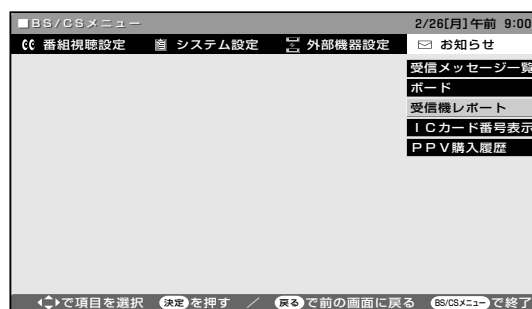 ■BS/CSメニュー 2/26[月]午前 9:00
番組視聴設定 システム設定 外部機器設定 お知らせ
受信メッセージ一覧
ボード
受信機レポート
ICカード番号表示
PPV購入履歴
で項目を選択 決定を押す / 戻るで前の画面に戻る BS/CSメニューで終了